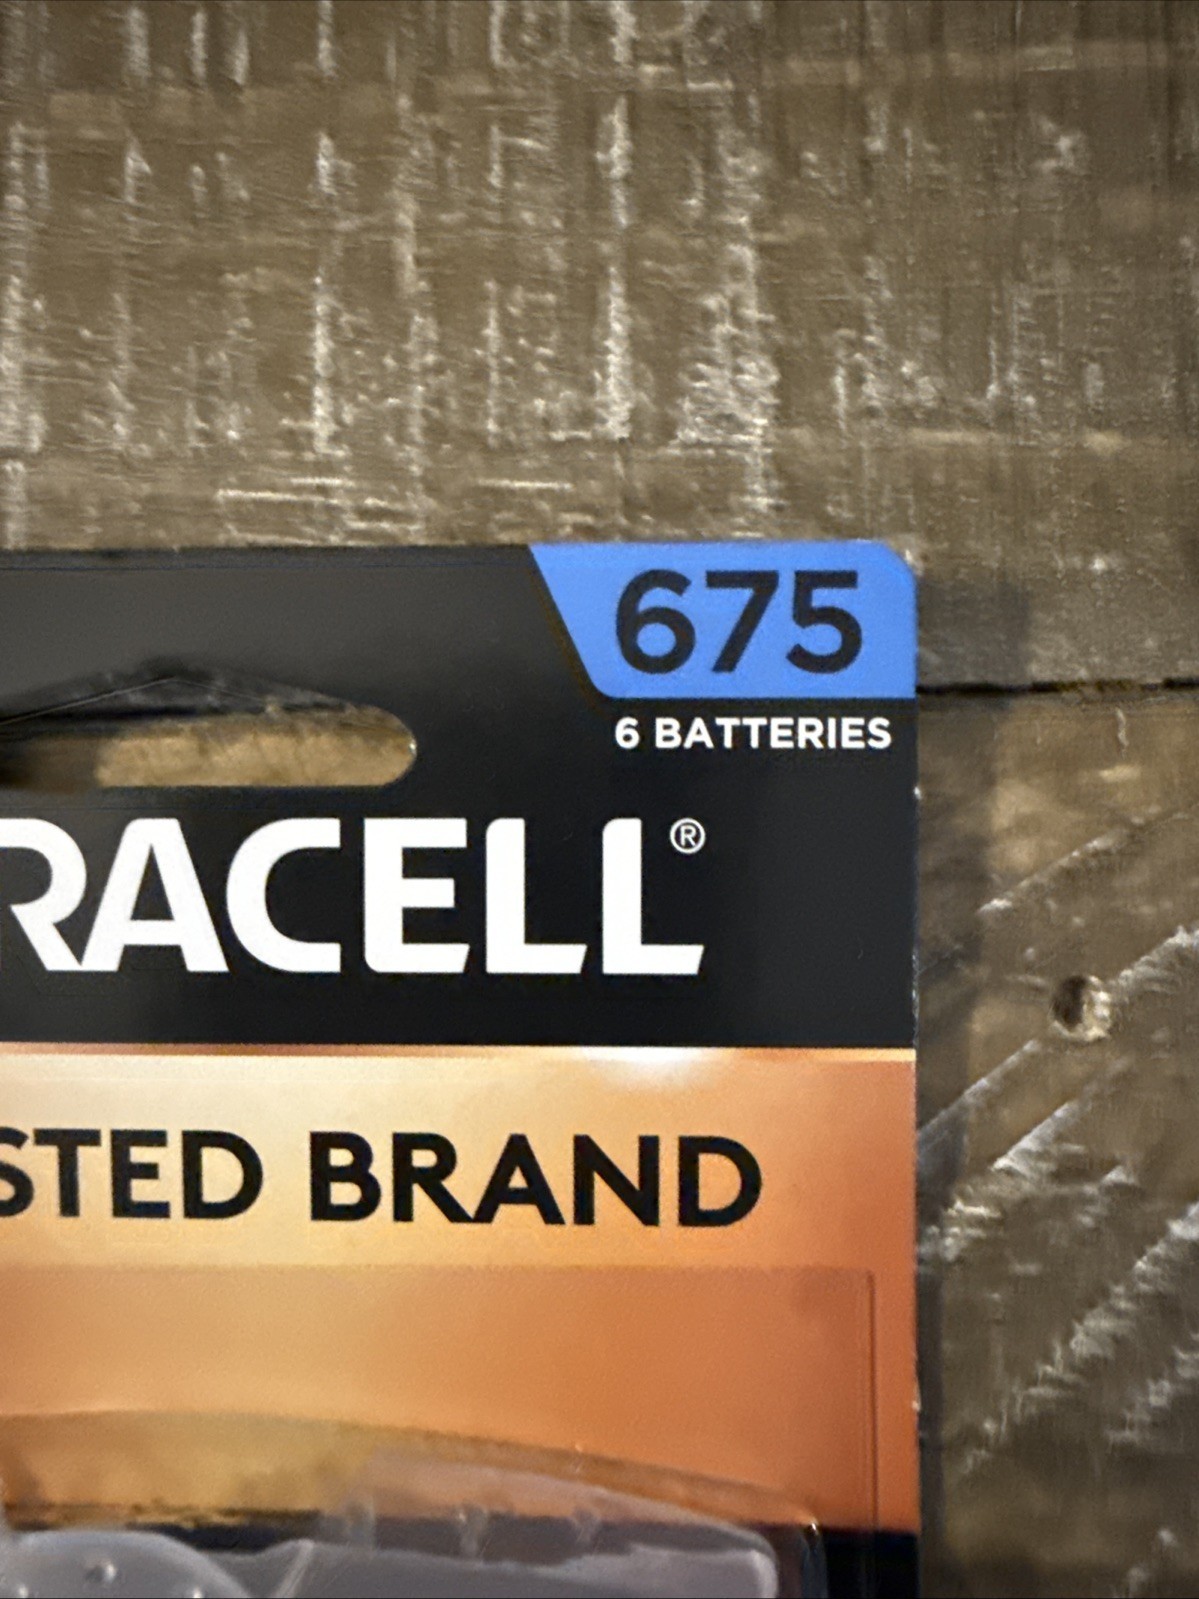 675
6 BATTERIES
RACELL®
STED BRAND